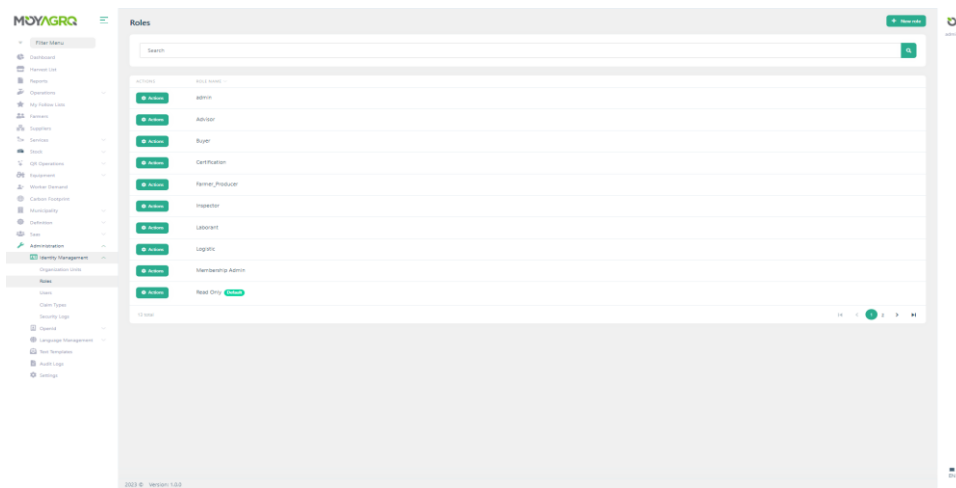 MOYAGRO
Filter Menu
Dashboard
Harvest List
Reports
Operations
My Follow Lists
Farmers
Suppliers
Seminar
Stock
QR Operations
Equipment
Worker Demand
Carbon Footprint
Municipality
Definition
Saas
Administration
Identity Management
Organization Units
Roles
Users
Claim Types
Security Logs
OpenId
Language Management
Text Templates
Audit Logs
Settings
Roles
+ New role
admin
Search
ACTIONS ROLE NAME
Actions admin
Actions Advisor
Actions Buyer
Actions Certification
Actions Farmer_Producer
Actions Inspector
Actions Laborant
Actions Logistic
Actions Membership Admin
Actions Read Only Default
total
1 2
2023 © Version: 1.0.0
EN